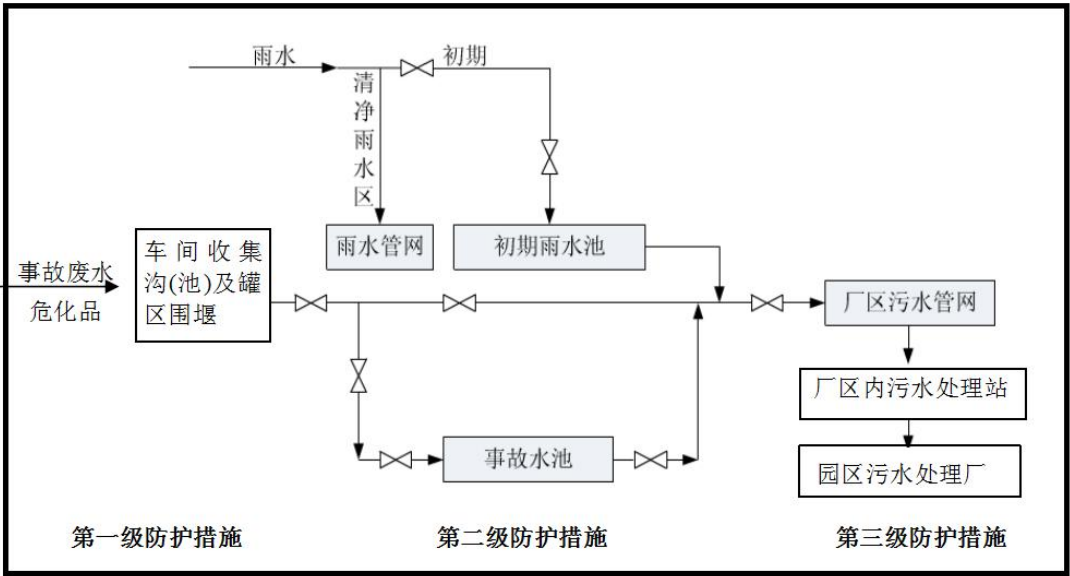 雨水
初期
清净雨水区
雨水管网
初期雨水池
事故废水
危化品
车间收集
沟(池)及罐
区围堰
厂区污水管网
厂区内污水处理站
事故水池
园区污水处理厂
第一级防护措施
第二级防护措施
第三级防护措施